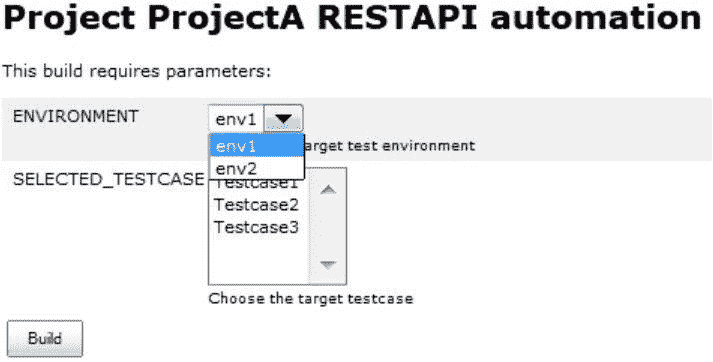 Project ProjectA RESTAPI automation
This build requires parameters:
ENVIRONMENT
env1
env1
arget test environment
env2
SELECTED_TESTCASE
Testcase1
Testcase2
Testcase3
Choose the target testcase
Build